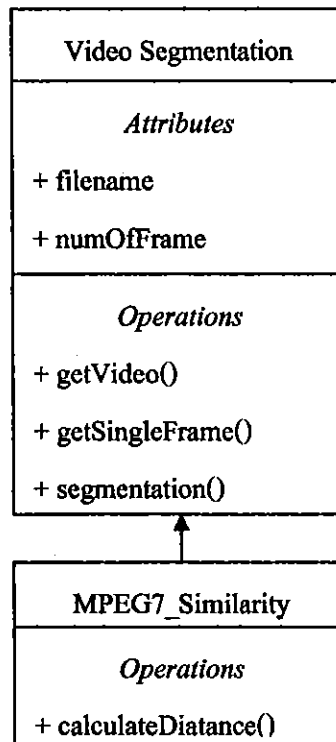 Video Segmentation
Attributes
+ filename
+ numOfFrame
Operations
+ getVideo()
+ getSingleFrame()
+ segmentation()
MPEG7_Similarity
Operations
+ calculateDiatance()